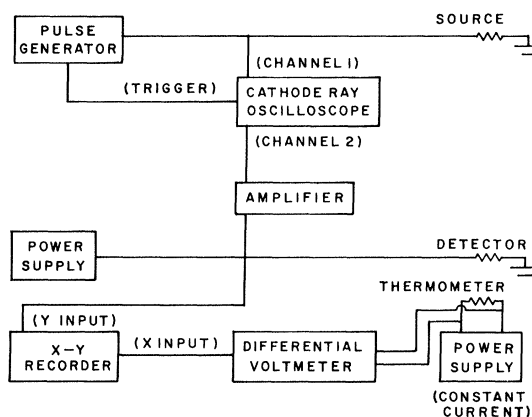 PULSE
GENERATOR
SOURCE
(CHANNEL 1)
(TRIGGER)
CATHODE RAY
OSCILLOSCOPE
(CHANNEL 2)
AMPLIFIER
POWER
SUPPLY
DETECTOR
THERMOMETER
(Y INPUT)
X-Y
RECORDER
(X INPUT)
DIFFERENTIAL
VOLTMETER
POWER
SUPPLY
(CONSTANT
CURRENT)